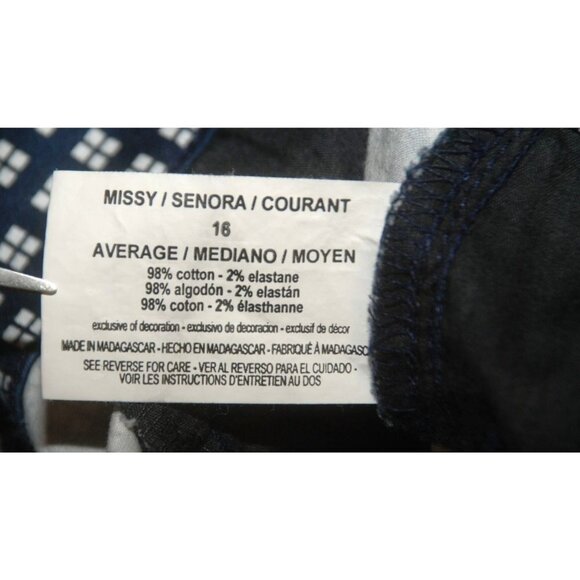 MISSY / SENORA / COURANT
16
AVERAGE / MEDIANO / MOYEN
98% cotton - 2% elastane
98% algodón - 2% elastán
98% coton - 2% élasthanne
exclusive of decoration - exclusivo de decoracion - exclusif de décor
MADE IN MADAGASCAR - HECHO EN MADAGASCAR - FABRIQUÉ À MADAGASC
SEE REVERSE FOR CARE - VER AL REVERSO PARA EL CUIDADO -
VOIR LES INSTRUCTIONS D'ENTRETIEN AU DOS